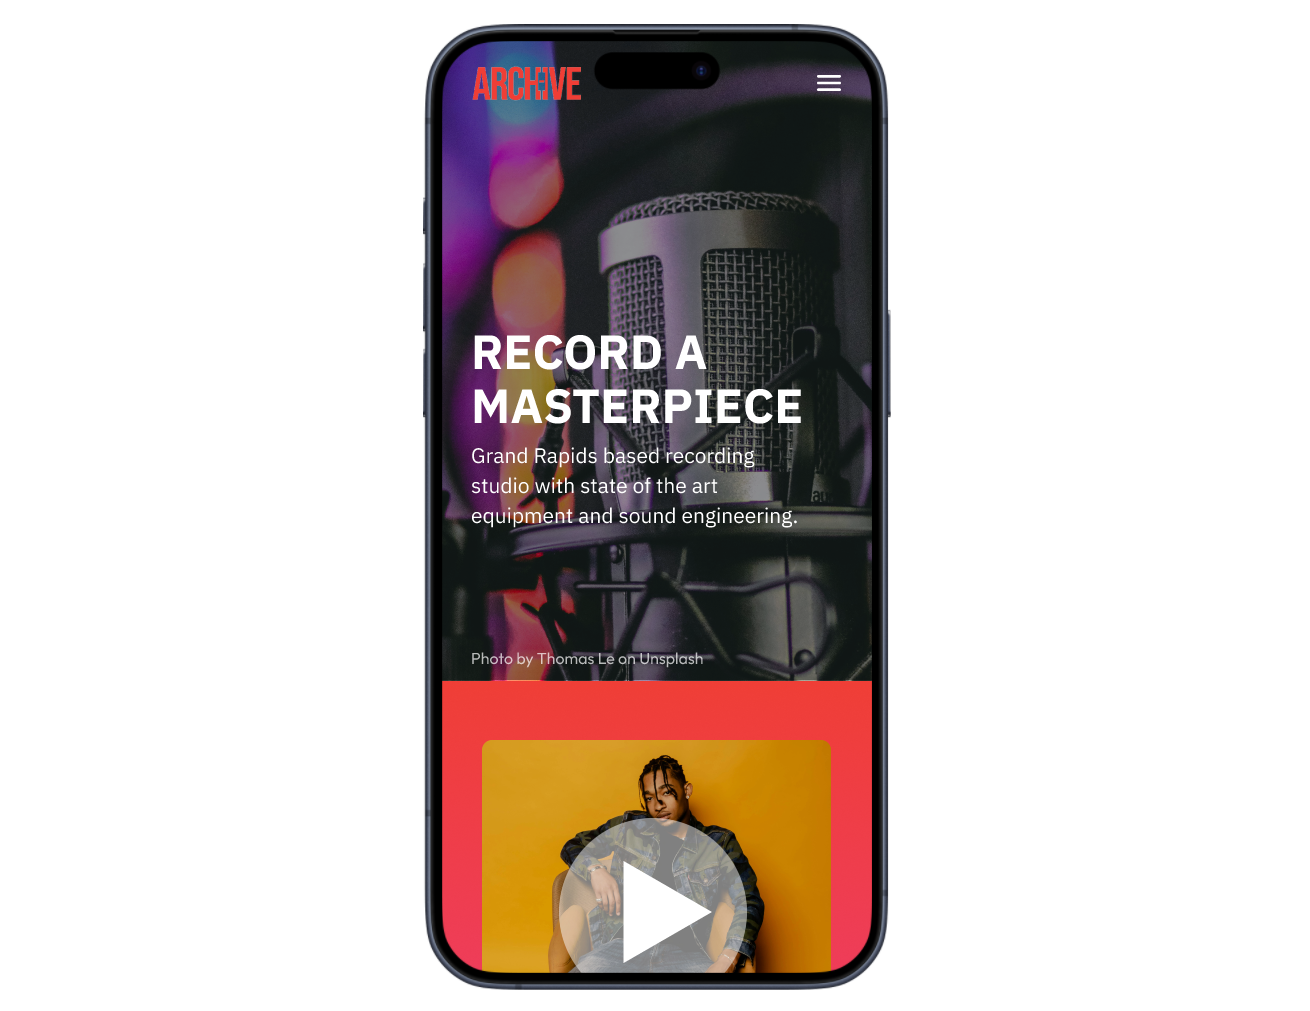 ARCHIVE
RECORD A
MASTERPIECE
Grand Rapids based recording
studio with state of the art
equipment and sound engineering.
Photo by Thomas Le on Unsplash